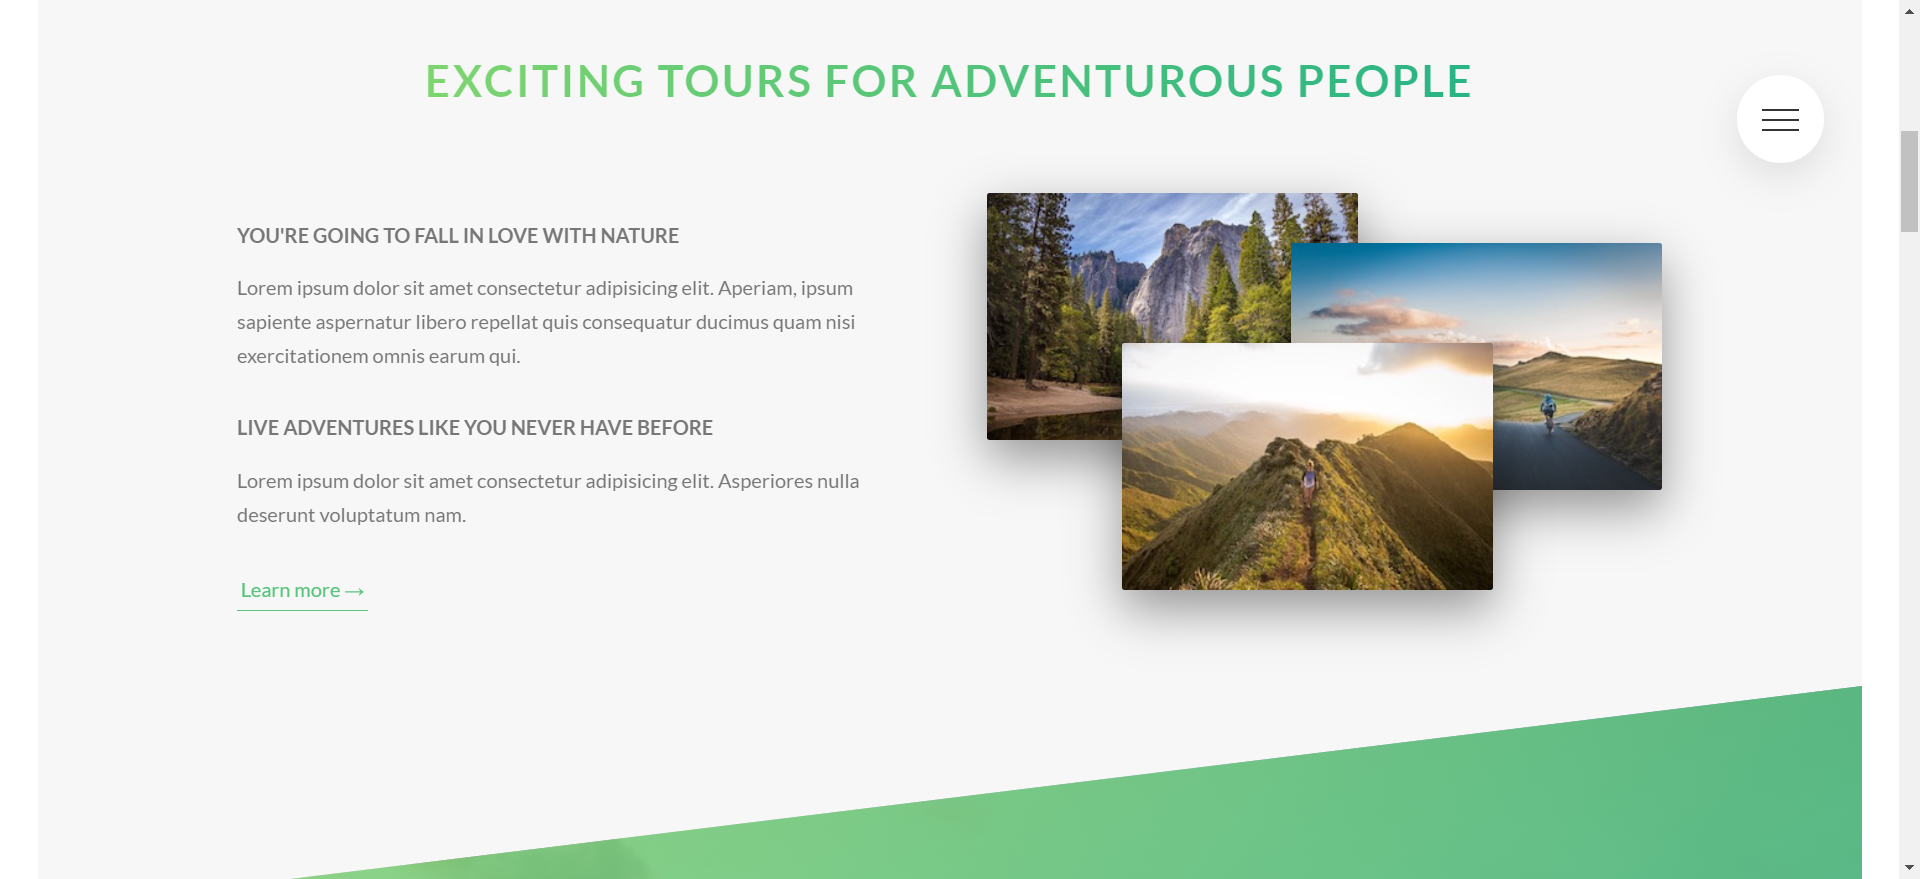 EXCITING TOURS FOR ADVENTUROUS PEOPLE
YOU'RE GOING TO FALL IN LOVE WITH NATURE
Lorem ipsum dolor sit amet consectetur adipisicing elit. Aperiam, ipsum
sapiente aspernatur libero repellat quis consequatur ducimus quam nisi
exercitationem omnis earum qui.
LIVE ADVENTURES LIKE YOU NEVER HAVE BEFORE
Lorem ipsum dolor sit amet consectetur adipisicing elit. Asperiores nulla
deserunt voluptatum nam.
Learn more →